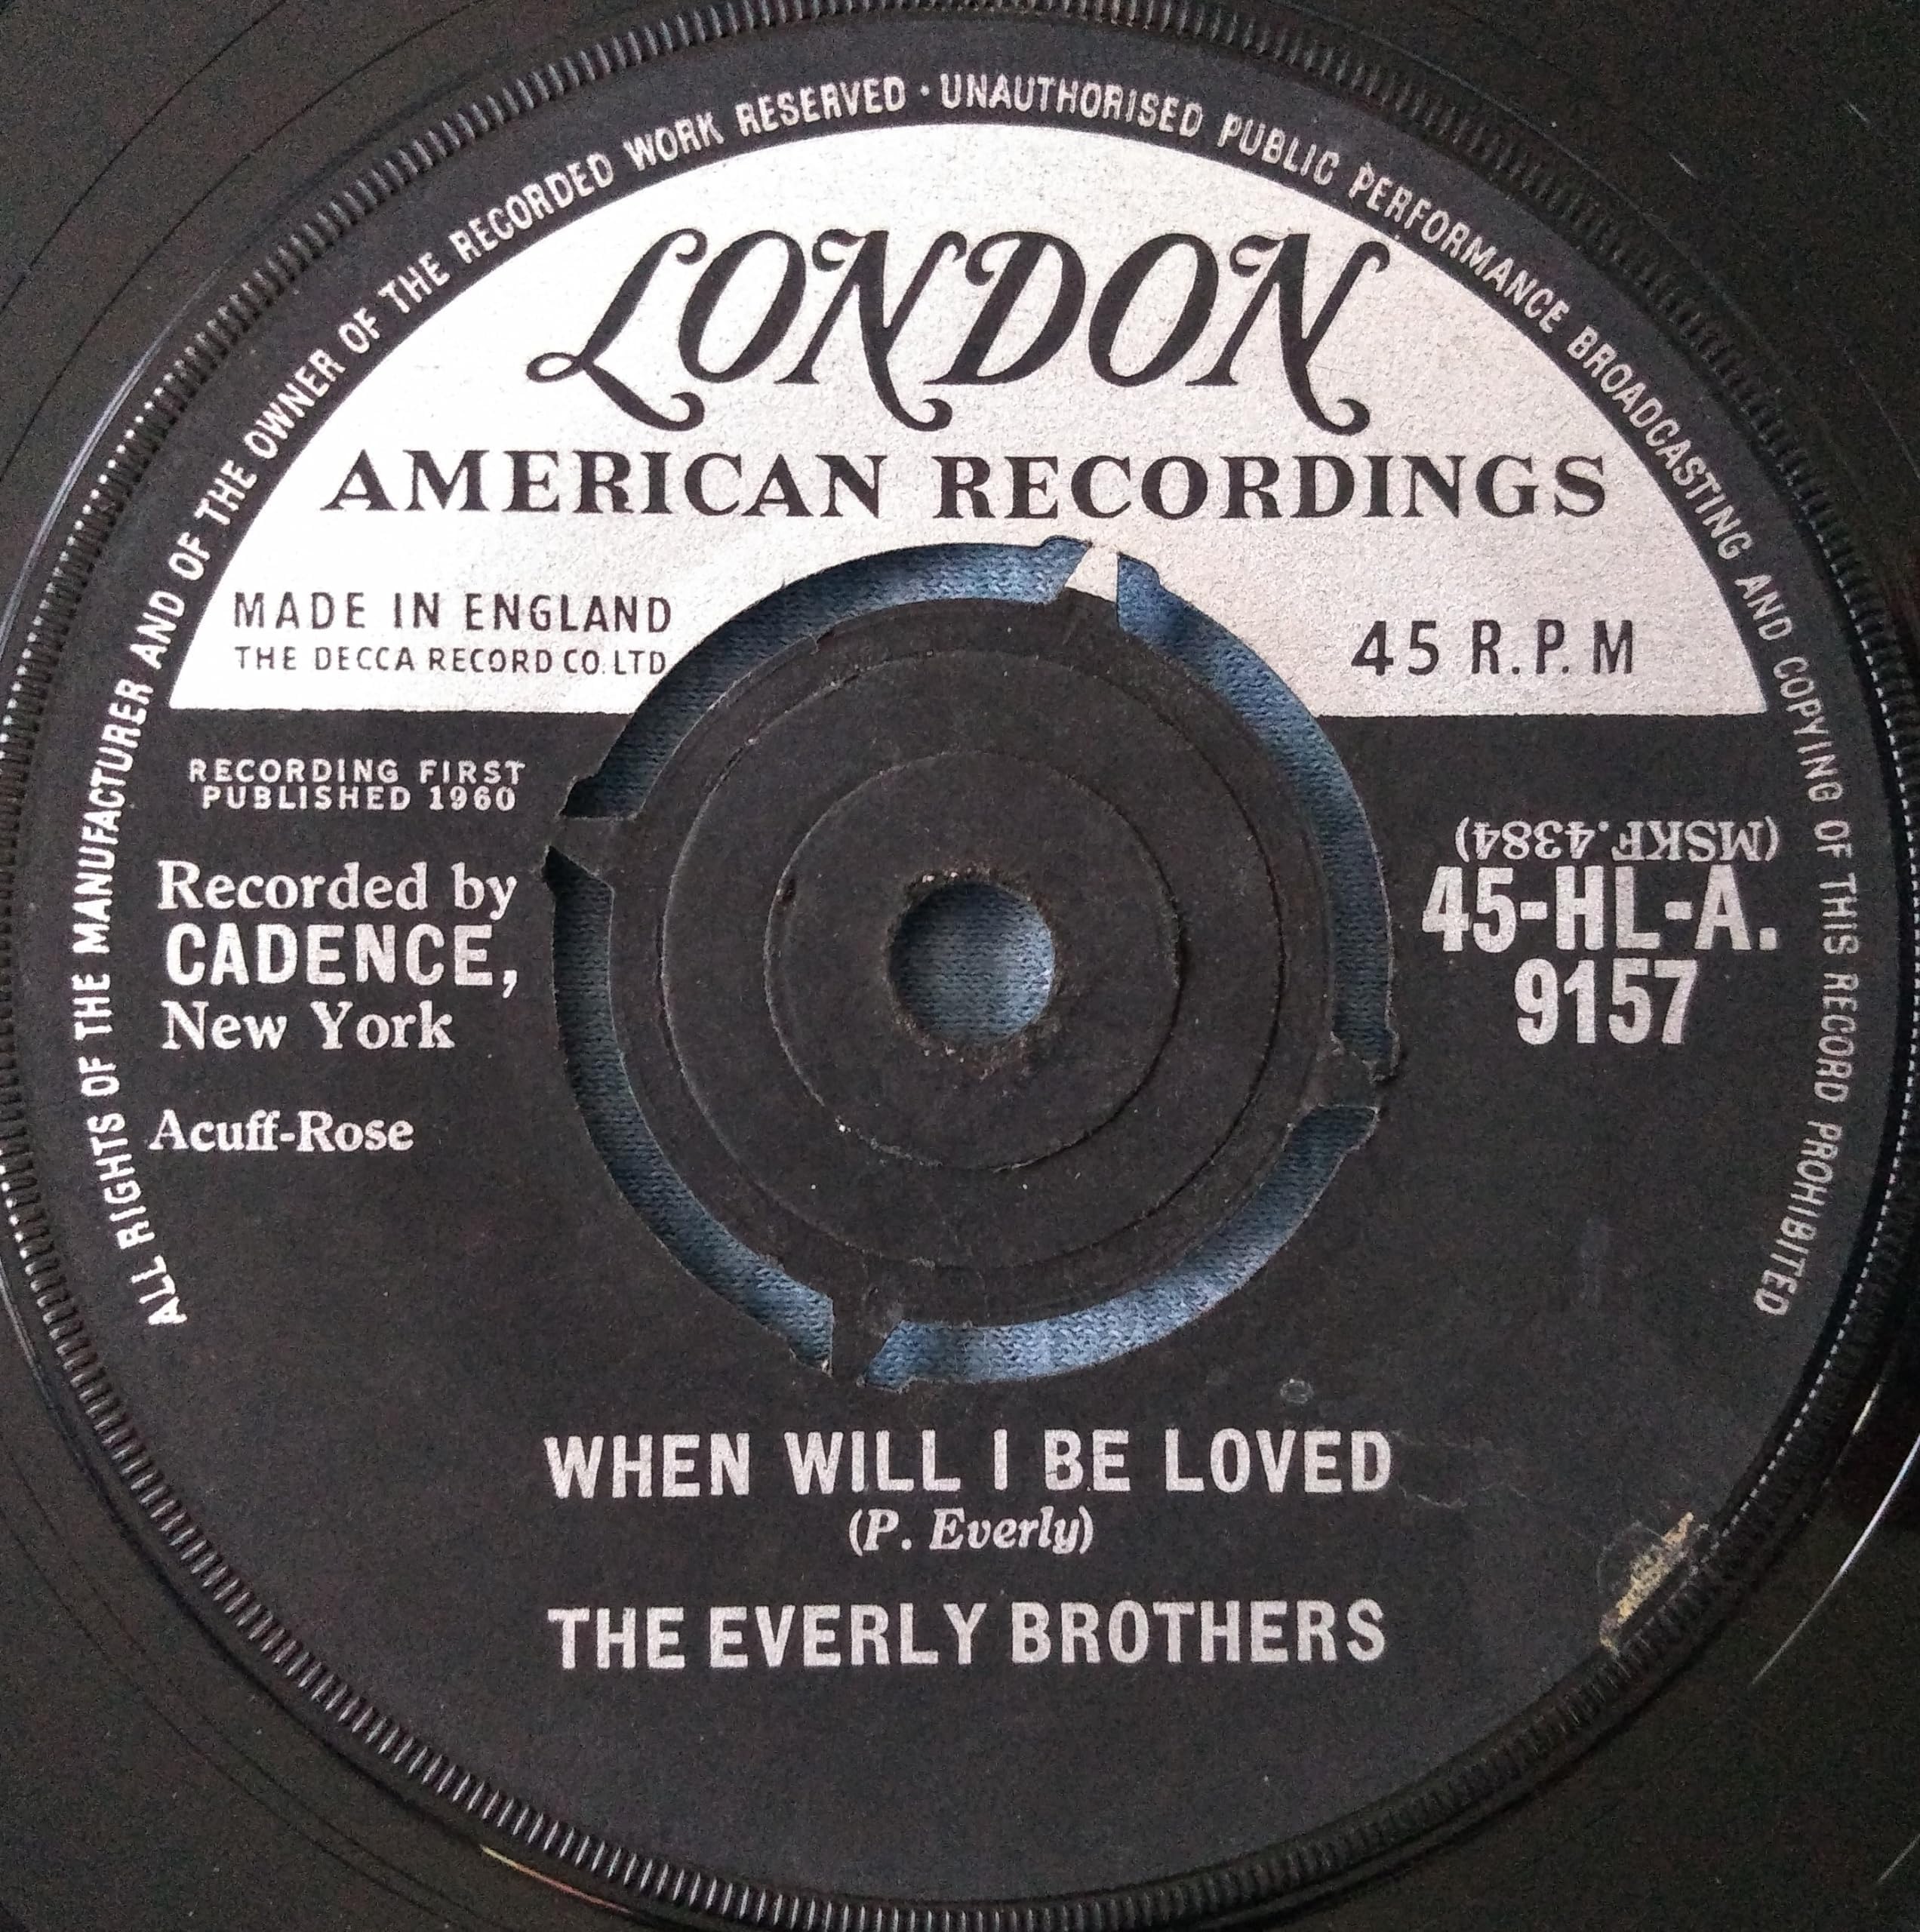 ALL RIGHTS OF THE MANUFACTURER AND OF THE OWNER OF THE RECORDED WORK RESERVED · UNAUTHORISED PUBLIC PERFORMANCE BROADCASTING AND COPYING OF THIS RECORD PROHIBITED
LONDON
AMERICAN RECORDINGS
MADE IN ENGLAND
THE DECCA RECORD CO. LTD
45 R.P.M
RECORDING FIRST
PUBLISHED 1960
Recorded by
CADENCE,
New York
Acuff-Rose
(MSKF.4384)
45-HL-A.
9157
WHEN WILL I BE LOVED
(P. Everly)
THE EVERLY BROTHERS